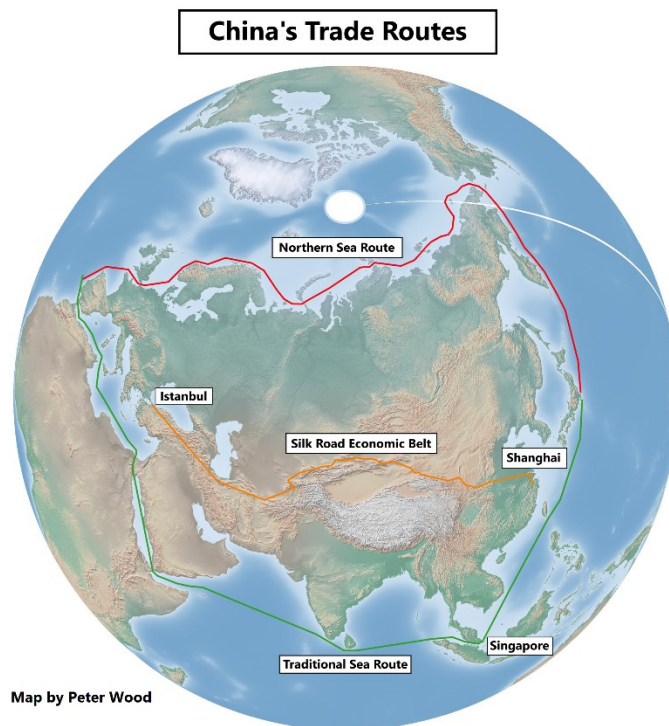 China's Trade Routes
Northern Sea Route
Istanbul
Silk Road Economic Belt
Shanghai
Singapore
Traditional Sea Route
Map by Peter Wood